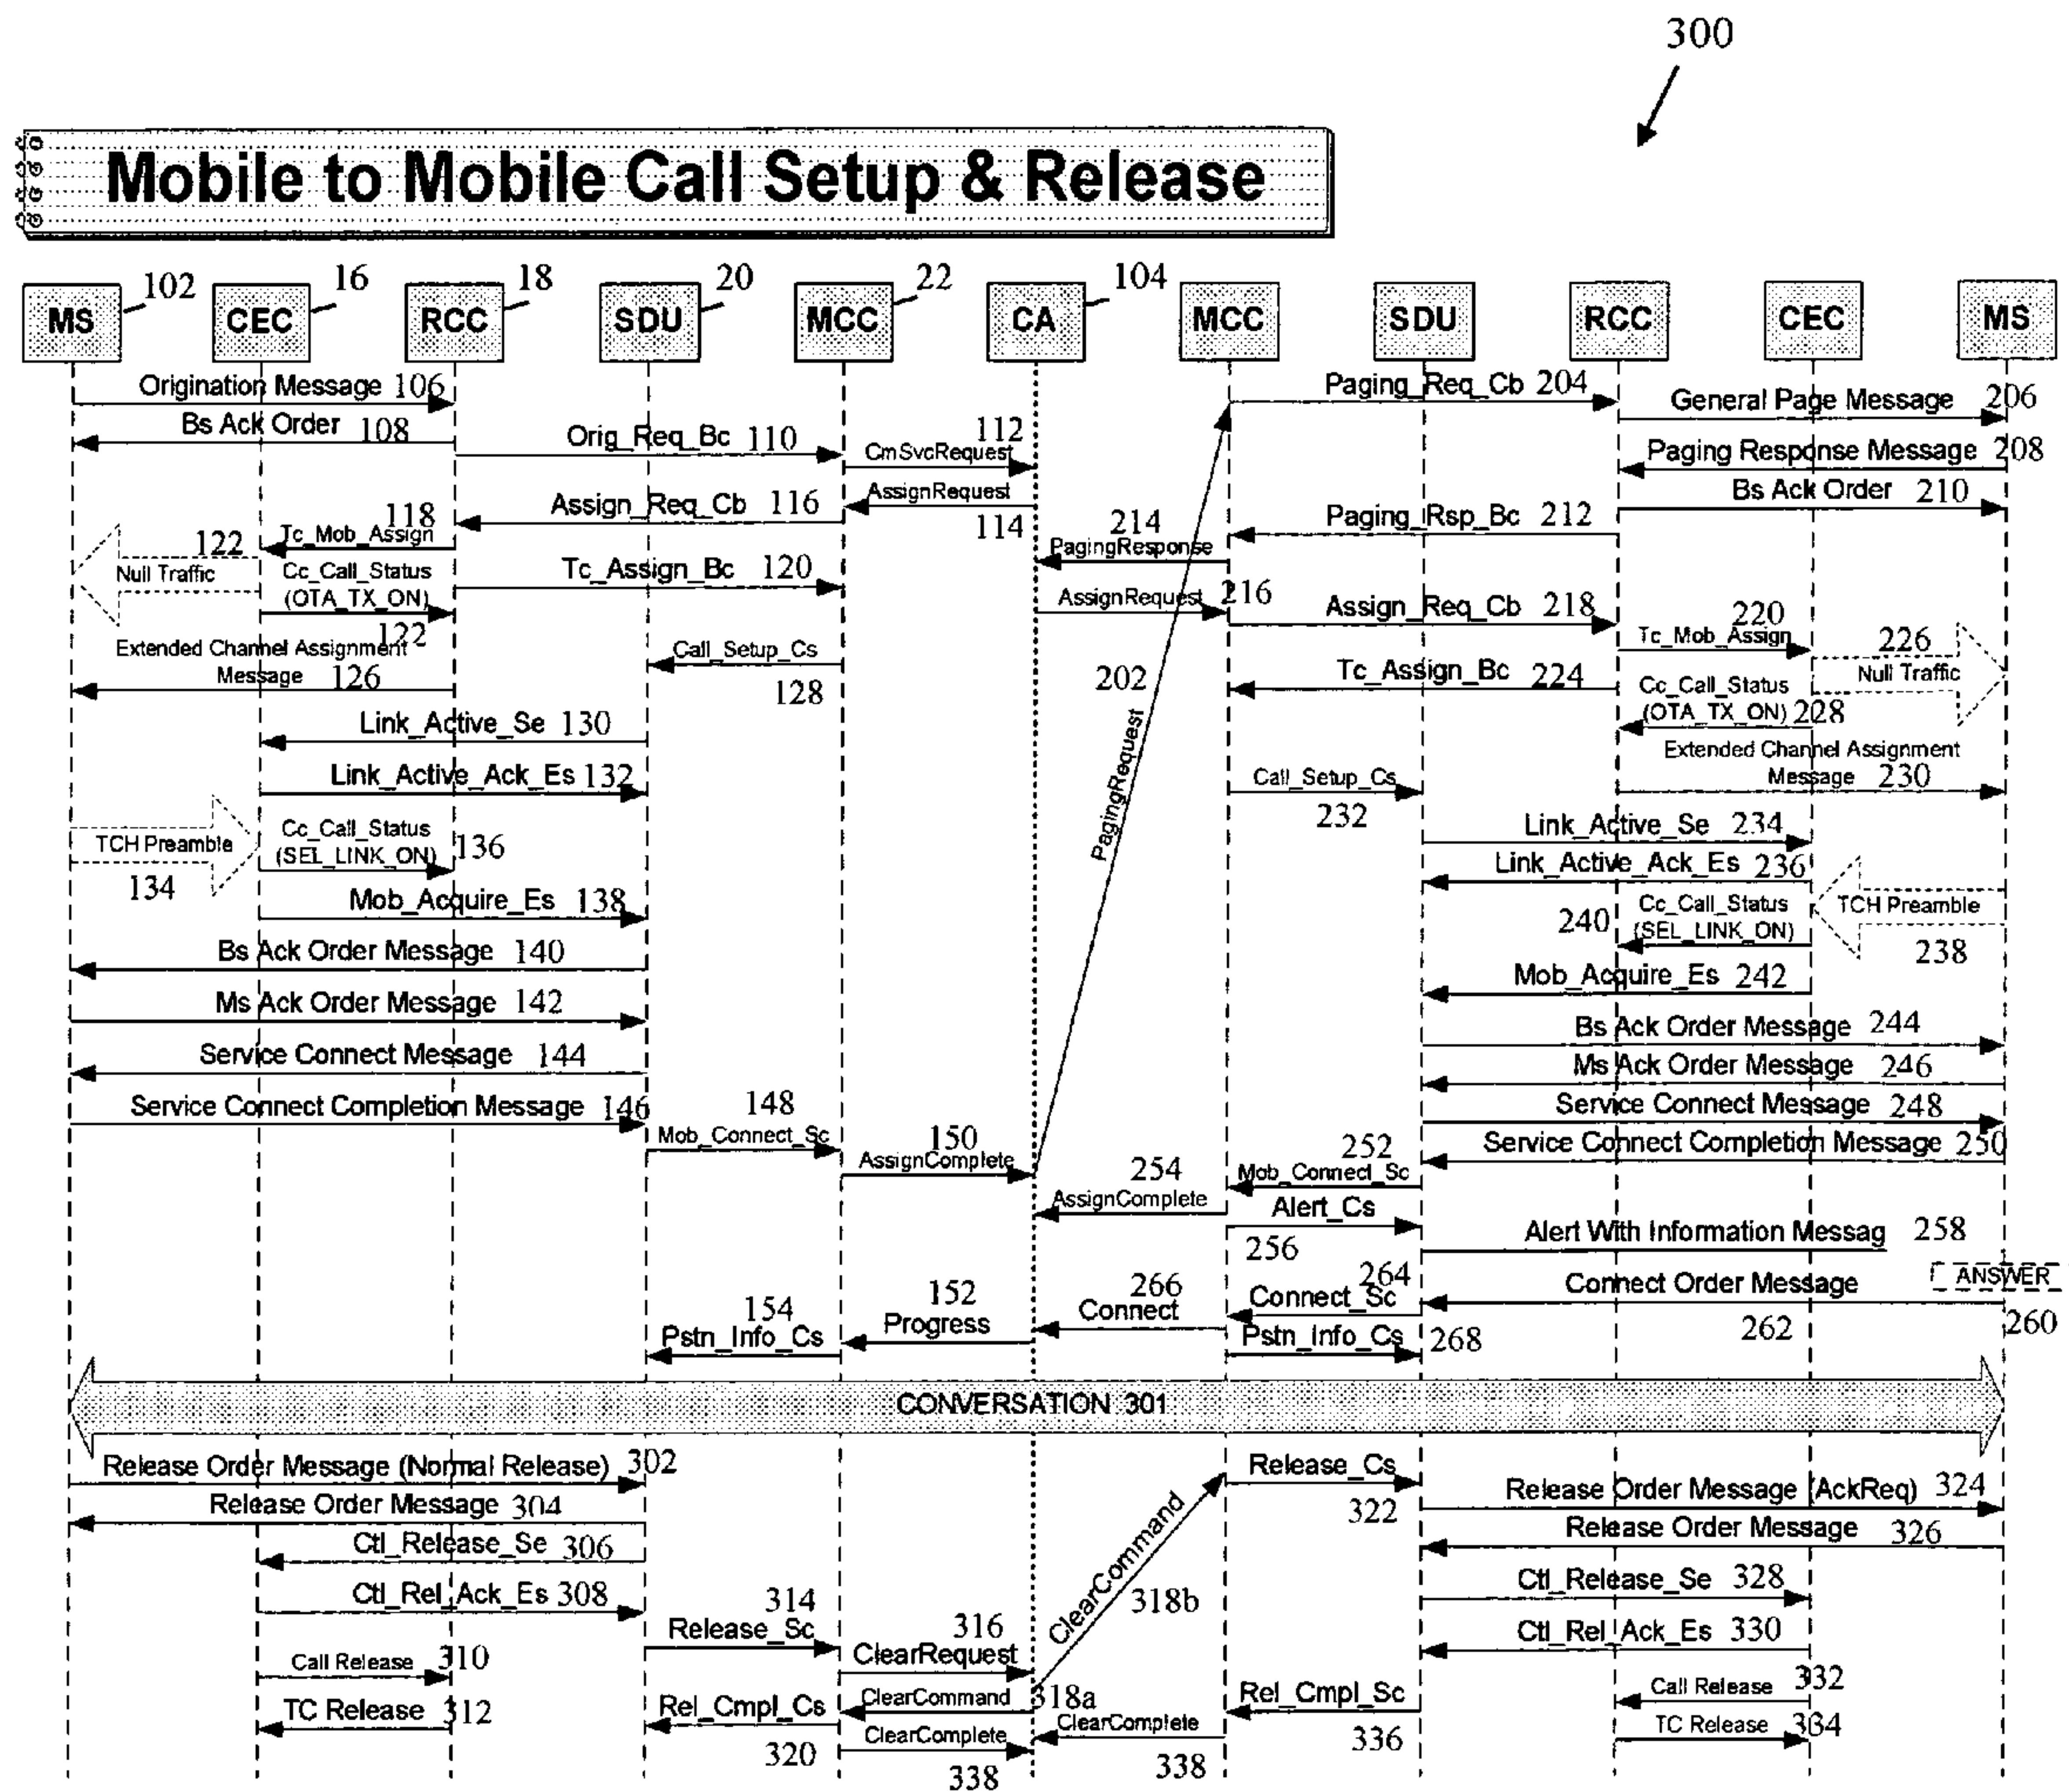 300
Mobile to Mobile Call Setup & Release
MS 102 CEC 16 RCC 18 SDU 20 MCC 22 CA 104 MCC SDU RCC CEC MS
Origination Message 106
Paging_Req_Cb 204
General Page Message 206
Bs Ack Order 108
Orig_Req_Bc 110
112
CmSvcRequest
Paging Response Message 208
Assign_Req_Cb 116
AssignRequest
114
Bs Ack Order 210
Paging_Rsp_Bc 212
118
Tc_Mob_Assign
214
PagingResponse
122
Null Traffic
Cc_Call_Status
(OTA_TX_ON)
122
Tc_Assign_Bc 120
AssignRequest 216
Assign_Req_Cb 218
220
Tc_Mob_Assign
226
Null Traffic
Extended Channel Assignment
Message 126
Call_Setup_Cs
128
202
PagingRequest
Tc_Assign_Bc 224
Cc_Call_Status
(OTA_TX_ON) 228
Link_Active_Se 130
Extended Channel Assignment
Message 230
Link_Active_Ack_Es 132
Call_Setup_Cs
232
TCH Preamble
134
Cc_Call_Status
(SEL_LINK_ON) 136
Link_Active_Se 234
Link_Active_Ack_Es 236
Mob_Acquire_Es 138
240
Cc_Call_Status
(SEL_LINK_ON)
TCH Preamble
238
Bs Ack Order Message 140
Mob_Acquire_Es 242
Ms Ack Order Message 142
Bs Ack Order Message 244
Service Connect Message 144
Ms Ack Order Message 246
Service Connect Completion Message 146
Service Connect Message 248
148
Mob_Connect_Sc
150
AssignComplete
Service Connect Completion Message 250
252
Mob_Connect_Sc
254
AssignComplete
Alert_Cs
256
Alert With Information Messag 258
ANSWER
260
Connect Order Message
262
264
Connect_Sc
266
Connect
152
Progress
154
Pstn_Info_Cs
Pstn_Info_Cs 268
CONVERSATION 301
Release Order Message (Normal Release) 302
Release_Cs
322
Release Order Message 304
Release Order Message (AckReq) 324
Ctl_Release_Se 306
Release Order Message 326
ClearCommand
318b
Ctl_Rel_Ack_Es 308
Ctl_Release_Se 328
314
Release_Sc
316
ClearRequest
Ctl_Rel_Ack_Es 330
Call Release 310
Call Release 332
TC Release 312
Rel_Cmpl_Cs
320
ClearCommand 318a
Rel_Cmpl_Sc
336
TC Release 334
ClearComplete
338
ClearComplete
338